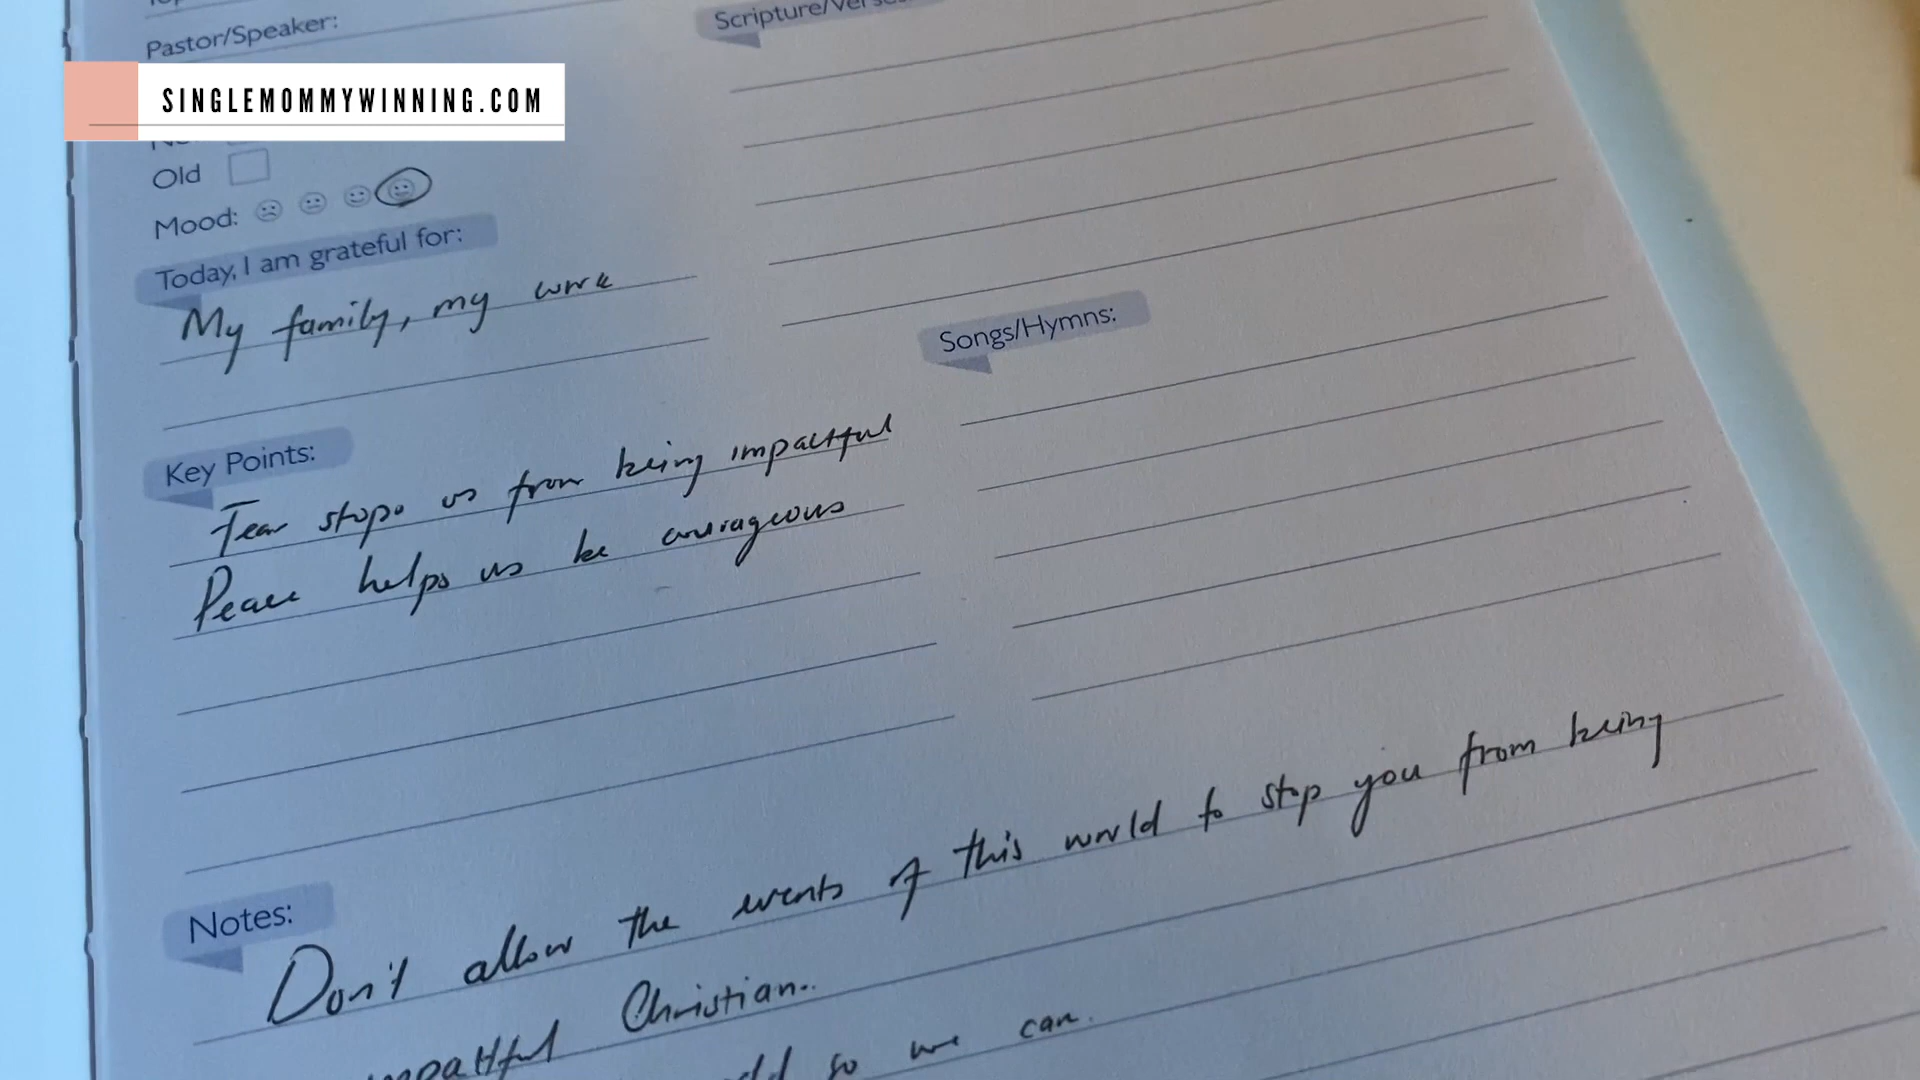 Pastor/Speaker:
Scripture/Verses
SINGLEMOMMYWINNING.COM
Old
Mood:
Today, I am grateful for:
My family, my work
Key Points:
Fear stops us from being impactful
Peace helps us be courageous
Songs/Hymns:
Notes:
Don't allow the events of this world to stop you from being
impactful Christian..
so we can.